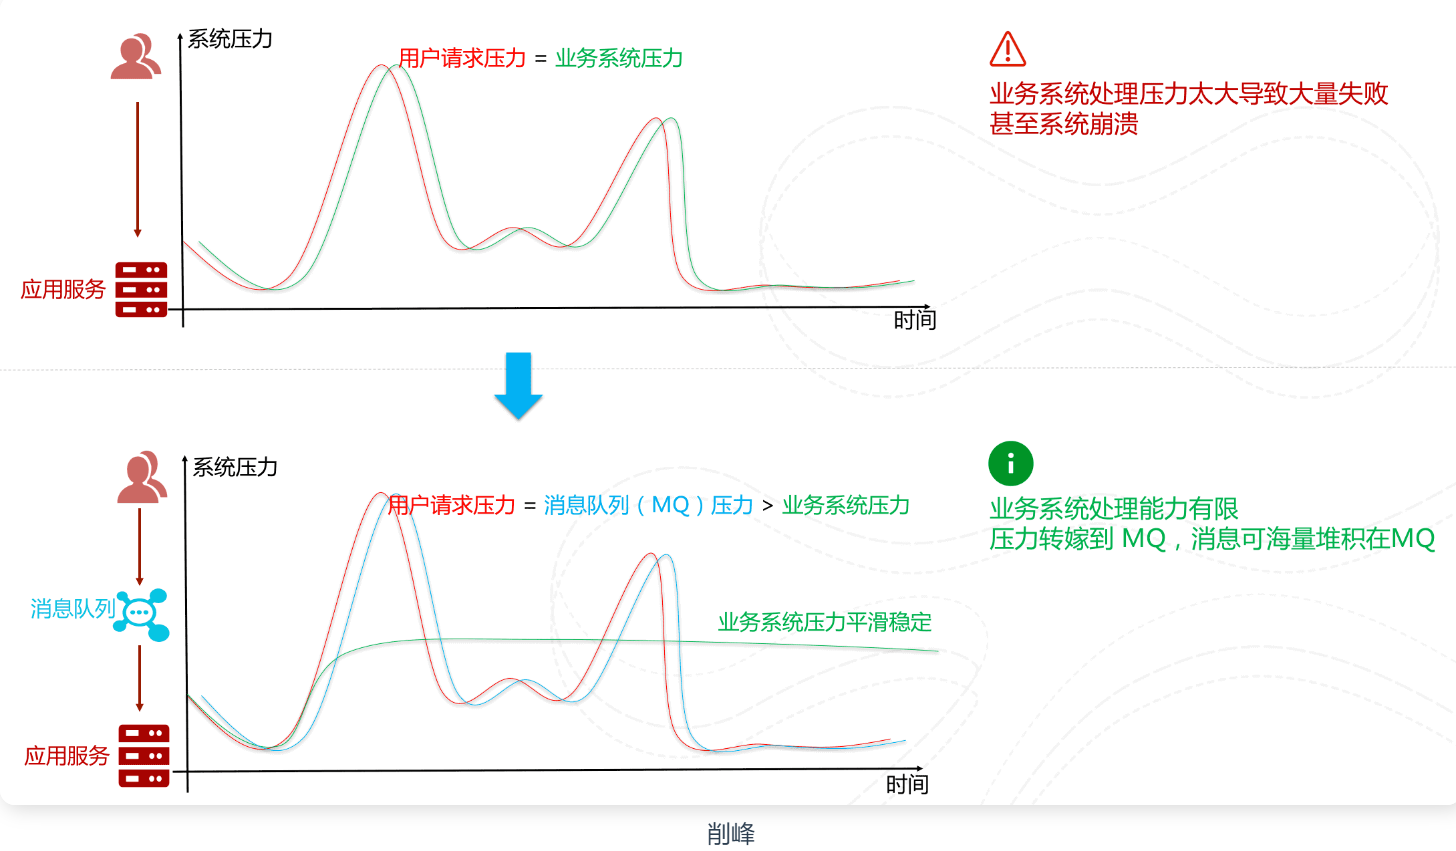 系统压力
用户请求压力 = 业务系统压力
业务系统处理压力太大导致大量失败
甚至系统崩溃
应用服务
时间
系统压力
用户请求压力 = 消息队列（MQ）压力 > 业务系统压力
业务系统处理能力有限
压力转嫁到 MQ，消息可海量堆积在MQ
消息队列
业务系统压力平滑稳定
应用服务
时间
削峰